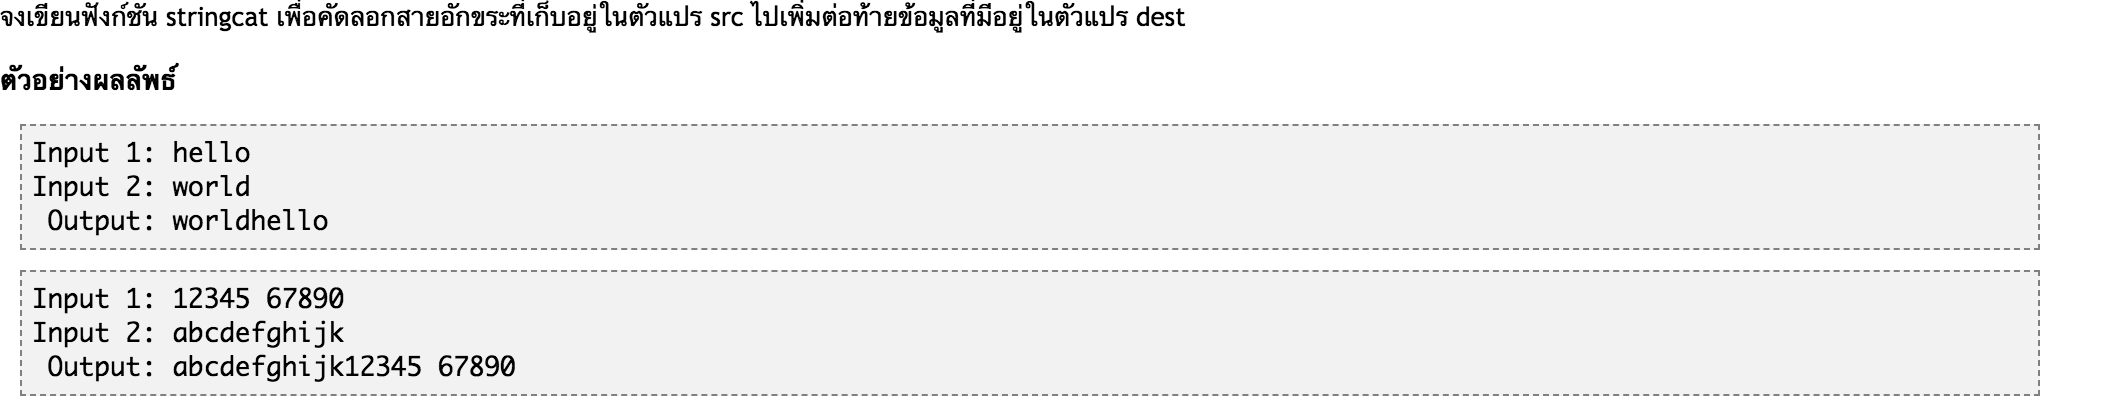 จงเขียนฟังก์ชัน stringcat เพื่อคัดลอกสายอักขระที่เก็บอยู่ในตัวแปร src ไปเพิ่มต่อท้ายข้อมูลที่มีอยู่ในตัวแปร dest
ตัวอย่างผลลัพธ์
Input 1: hello
Input 2: world
Output: worldhello
Input 1: 12345 67890
Input 2: abcdefghijk
Output: abcdefghijk12345 67890